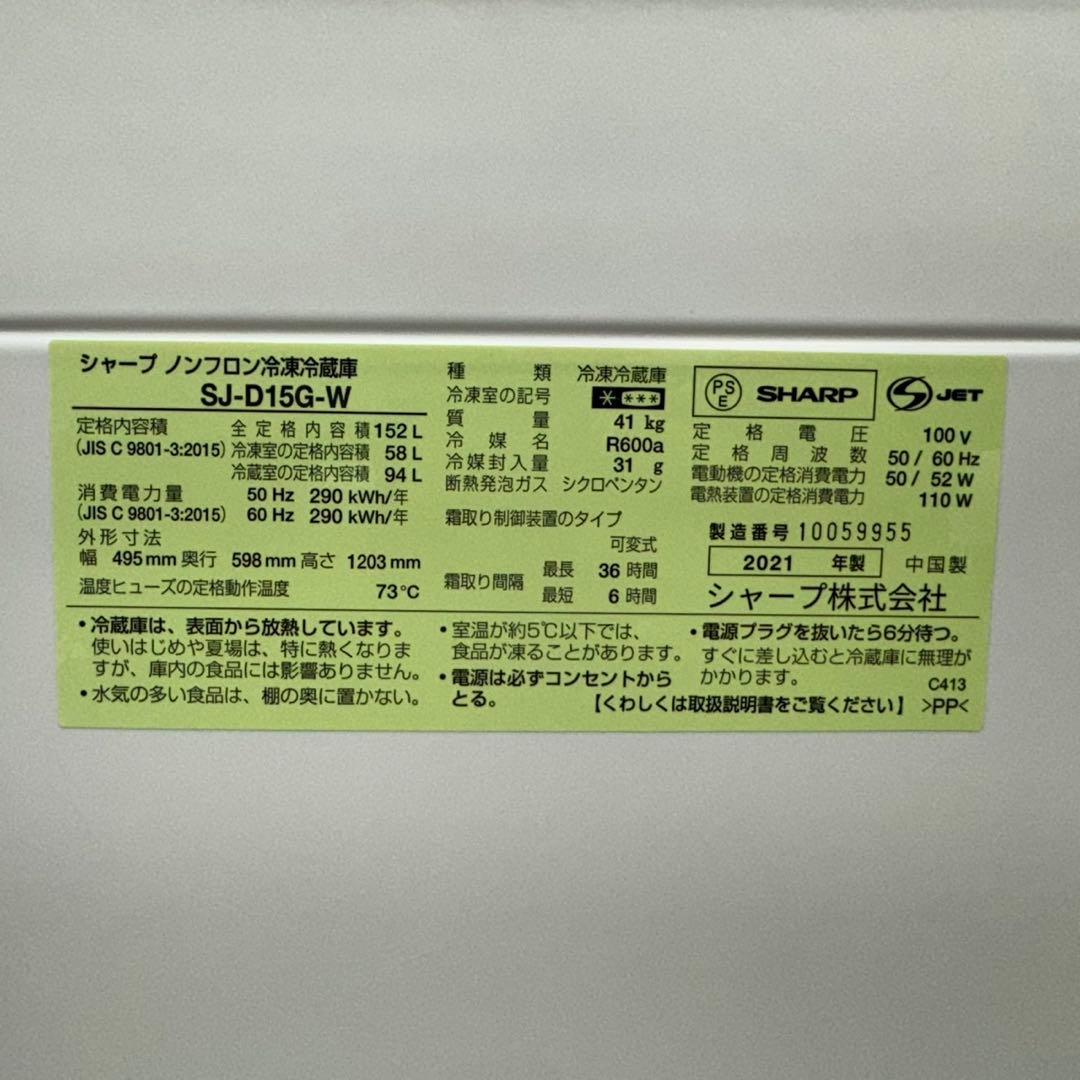 シャープ ノンフロン冷凍冷蔵庫
SJ-D15G-W
定格内容積 全定格内容積 152 L
(JIS C 9801-3:2015) 冷凍室の定格内容積 58 L
冷蔵室の定格内容積 94 L
消費電力量 50 Hz 290 kWh/年
(JIS C 9801-3:2015) 60 Hz 290 kWh/年
外形寸法
幅 495 mm 奥行 598 mm 高さ 1203 mm
温度ヒューズの定格動作温度 73℃
種類 冷凍冷蔵庫
冷凍室の記号 ＊＊＊＊
質量 41 kg
冷媒名 R600a
冷媒封入量 31 g
断熱発泡ガス シクロペンタン
霜取り制御装置のタイプ
可変式
霜取り間隔 最長 36 時間
最短 6 時間
PS
E
SHARP
S JET
定格電圧 100 V
定格周波数 50 / 60 Hz
電動機の定格消費電力 50 / 52 W
電熱装置の定格消費電力 110 W
製造番号 10059955
2021 年製 中国製
シャープ株式会社
・冷蔵庫は、表面から放熱しています。
使いはじめや夏場は、特に熱くなりま
すが、庫内の食品には影響ありません。
・水気の多い食品は、棚の奥に置かない。
・室温が約5℃以下では、
食品が凍ることがあります。
・電源は必ずコンセントから
とる。
・電源プラグを抜いたら6分待つ。
すぐに差し込むと冷蔵庫に無理が
かかります。 C413
【くわしくは取扱説明書をご覧ください】 >PP<